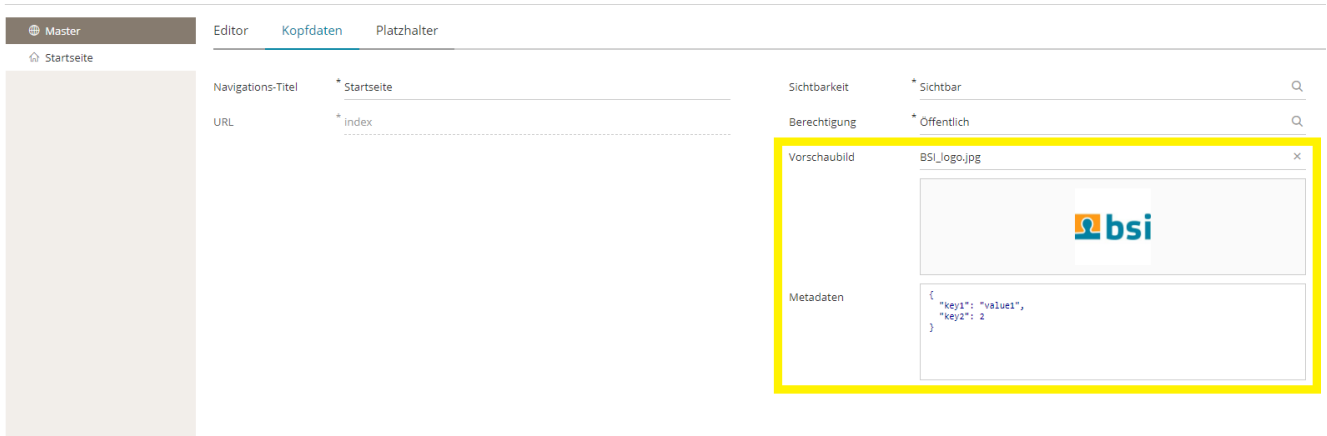 Master
Startseite
Editor Kopfdaten Platzhalter
Navigations-Titel * Startseite
URL * index
Sichtbarkeit * Sichtbar
Berechtigung * Öffentlich
Vorschaubild BSI_logo.jpg ×
bsi
Metadaten
{
"key1": "value1",
"key2": 2
}